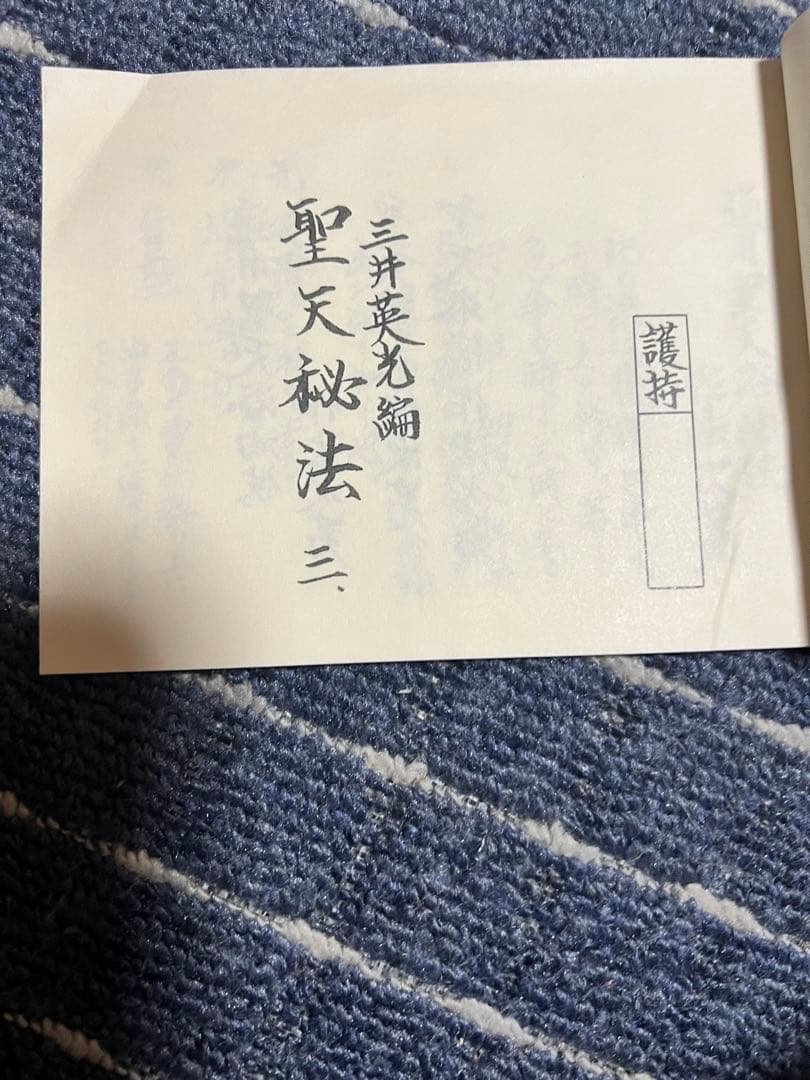 護持
三井英光編
聖天秘法 三、